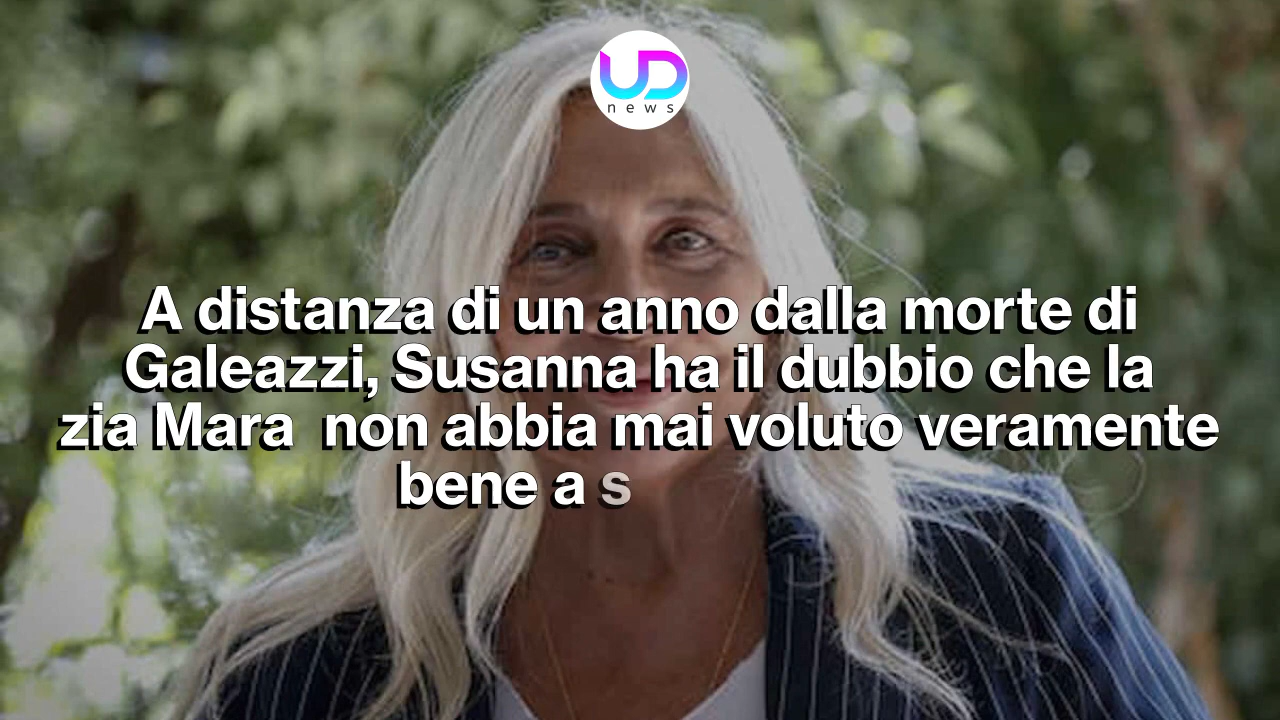 UD
news
A distanza di un anno dalla morte di
Galeazzi, Susanna ha il dubbio che la
zia Mara  non abbia mai voluto veramente
bene a s